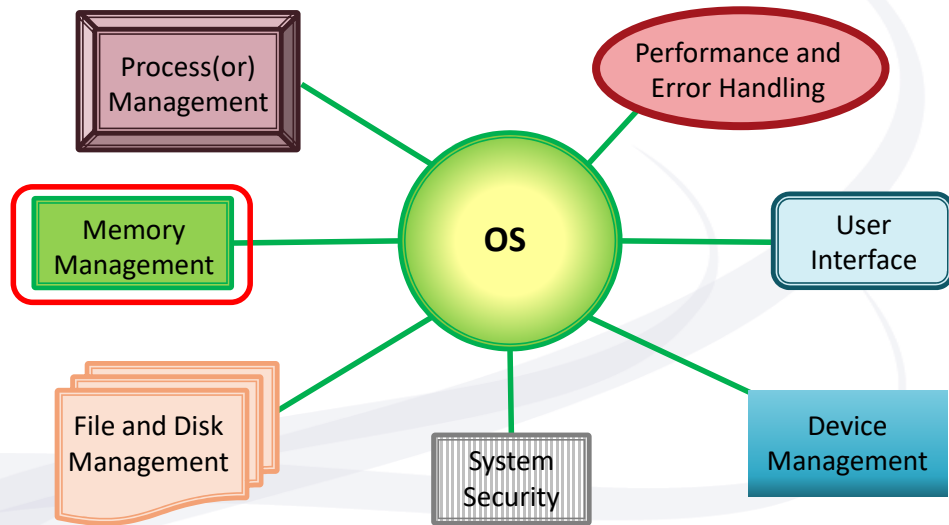 Process(or)
Management
Performance and
Error Handling
Memory
Management
OS
User
Interface
File and Disk
Management
System
Security
Device
Management